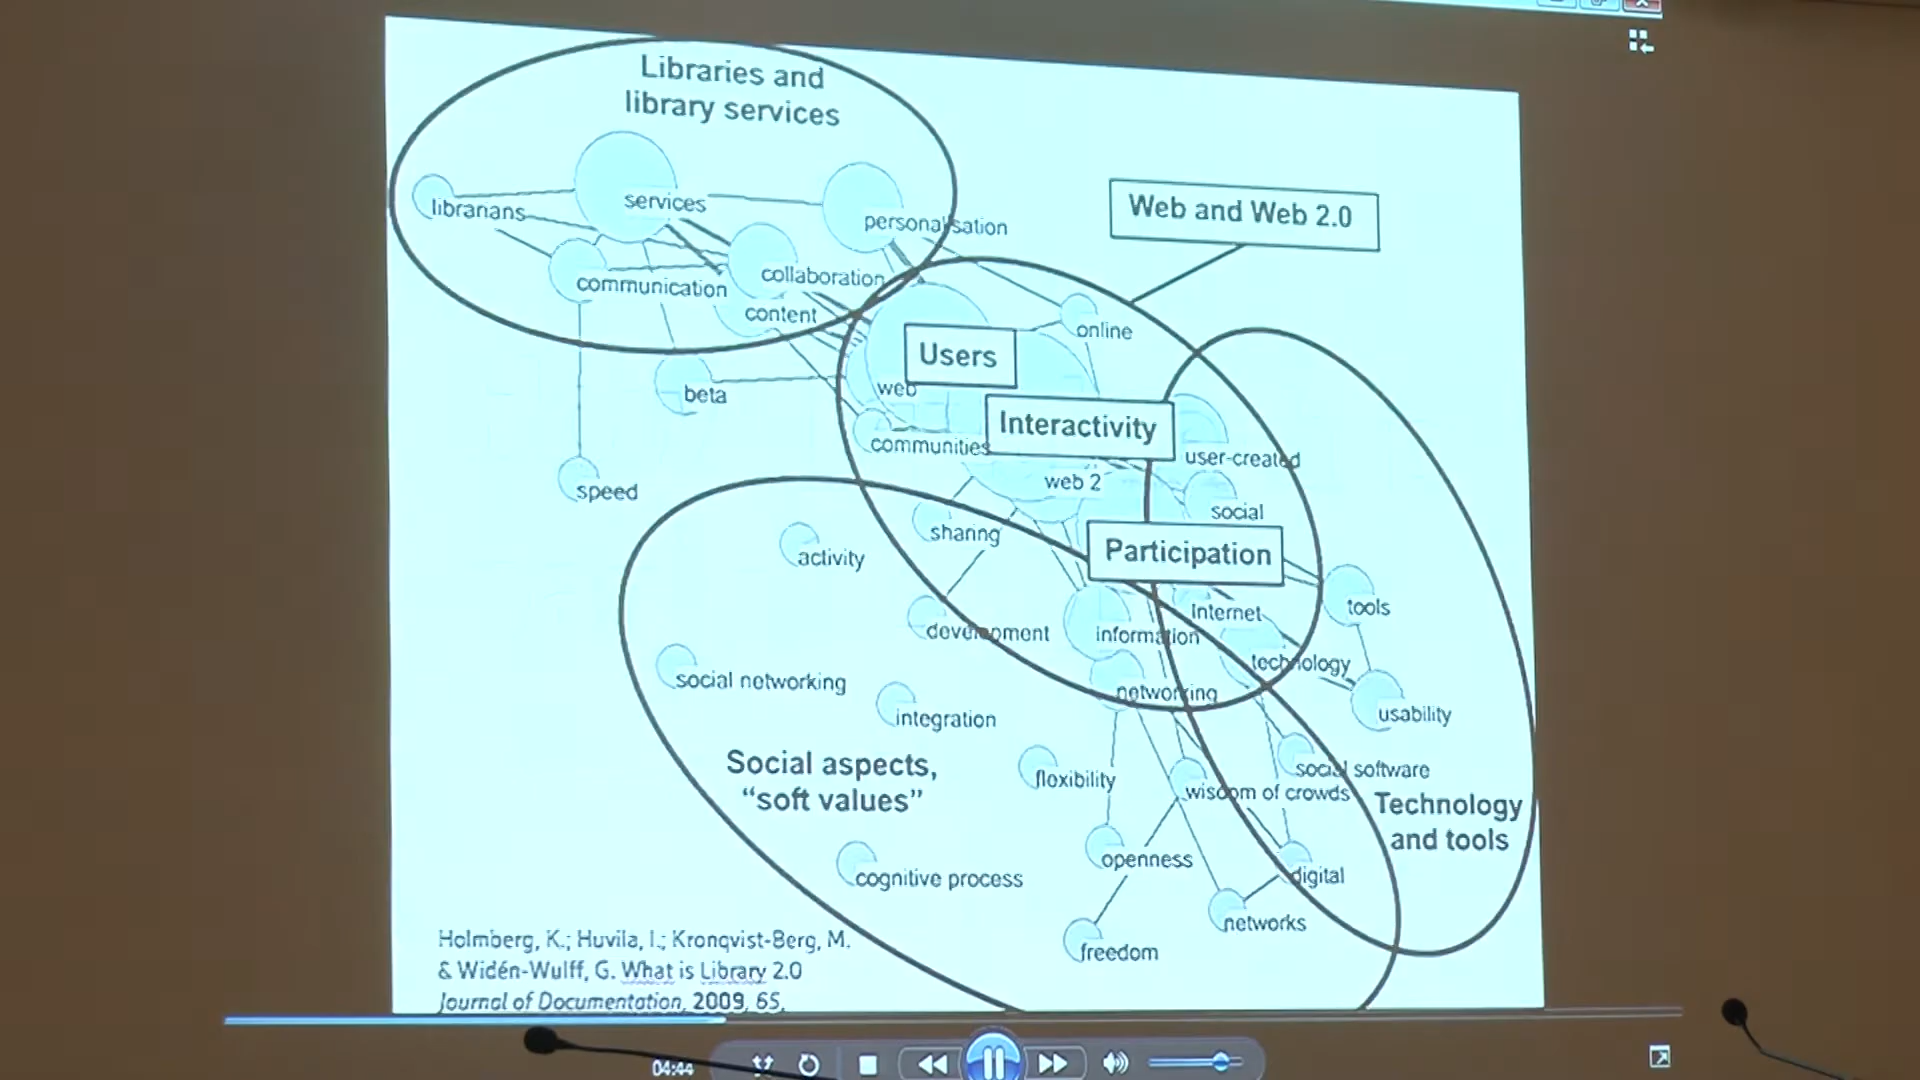 Libraries and
library services
librarians
services
personalisation
Web and Web 2.0
communication
collaboration
content
online
Users
web
beta
Interactivity
communities
user-created
web 2
speed
social
sharing
Participation
activity
tools
Internet
development
information
technology
social networking
networking
usability
integration
Social aspects,
“soft values”
flexibility
social software
wisdom of crowds
Technology
and tools
openness
cognitive process
digital
networks
freedom
Holmberg, K.; Huvila, I.; Kronqvist-Berg, M.
& Widén-Wulff, G. What is Library 2.0
Journal of Documentation, 2009, 65,
04:44